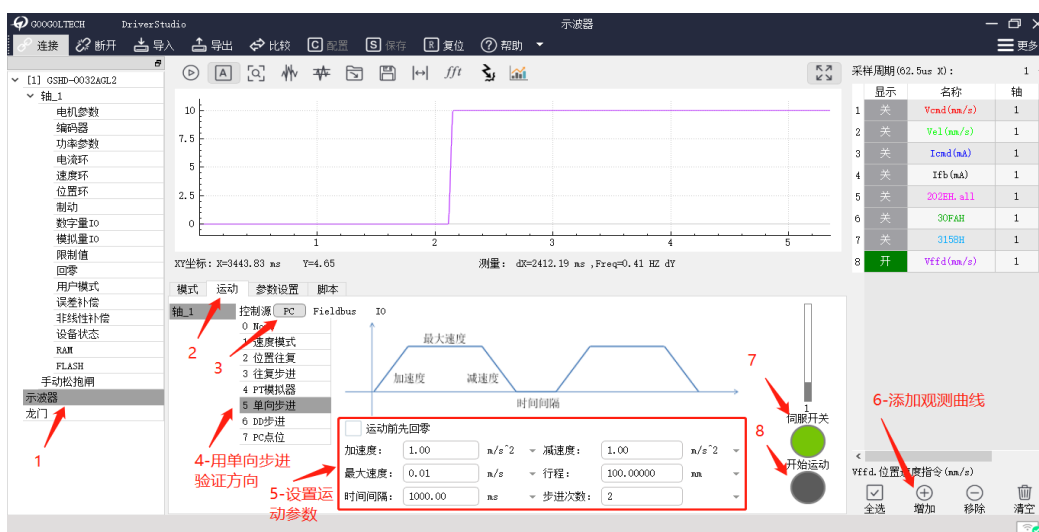 GOOGOLTECH DriverStudio 示波器
连接 断开 导入 导出 比较 C 配置 S 保存 R 复位 ? 帮助 更多
[1] GSHD-0032AGL2
轴_1
电机参数
编码器
功率参数
电流环
速度环
位置环
制动
数字量IO
模拟量IO
限制值
回零
用户模式
误差补偿
非线性补偿
设备状态
RAM
FLASH
手动松抱闸
示波器
龙门
1
A fft
10
7.5
5
2.5
0
1 2 3 4 5
XY坐标: X=3443.83 ms Y=4.65 测量: dX=2412.19 ms ,Freq=0.41 HZ dY
模式 运动 参数设置 脚本
轴_1 控制源 PC Fieldbus IO
1 速度模式
2 位置往复
3 往复步进
4 PT模拟器
5 单向步进
6 DD步进
7 PC点位
2
3
4-用单向步进
验证方向
5-设置运
动参数
最大速度
加速度 减速度
时间间隔
运动前先回零
加速度: 1.00 m/s^2 减速度: 1.00 m/s^2
最大速度: 0.01 m/s 行程: 100.00000 mm
时间间隔: 1000.00 ms 步进次数: 2
7
1
伺服开关
8
开始运动
采样周期(62.5us X): 1
显示 名称 轴
1 关 Vcmd(mm/s) 1
2 关 Vel(mm/s) 1
3 关 Icmd(mA) 1
4 关 Ifb(mA) 1
5 关 202EH.all 1
6 关 30FAH 1
7 关 315BH 1
8 开 Vffd(mm/s) 1
6-添加观测曲线
Vffd.位置速度指令(mm/s)
全选 增加 移除 清空